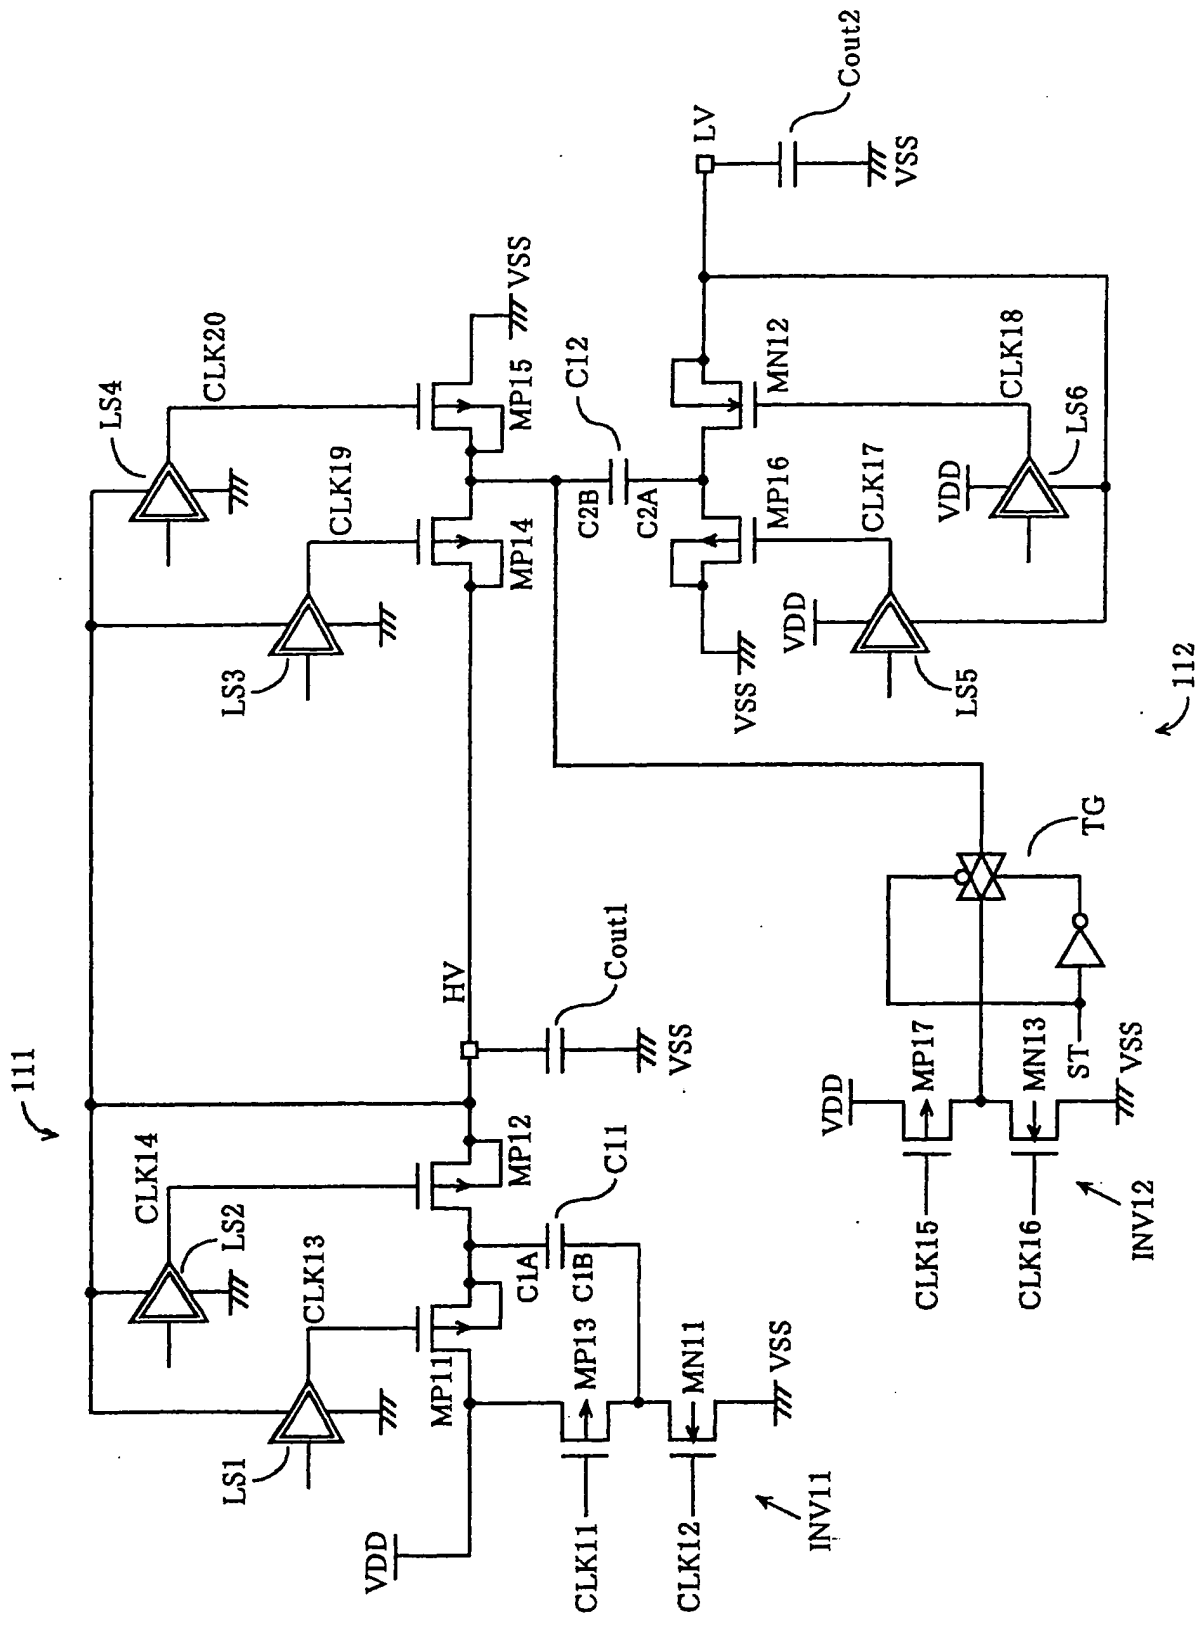 111
VDD
LS1
CLK13
LS2
CLK14
MP11
MP12
HV
C1A
C11
C1B
MP13
CLK11
MN11
CLK12
VSS
INV11
Cout1
VSS
LS3
CLK19
LS4
CLK20
MP14
MP15
VSS
C2B
C12
C2A
MP16
MN12
VSS
LV
Cout2
VSS
VDD
CLK17
LS5
VDD
CLK18
LS6
112
VDD
MP17
CLK15
MN13
CLK16
VSS
INV12
ST
TG